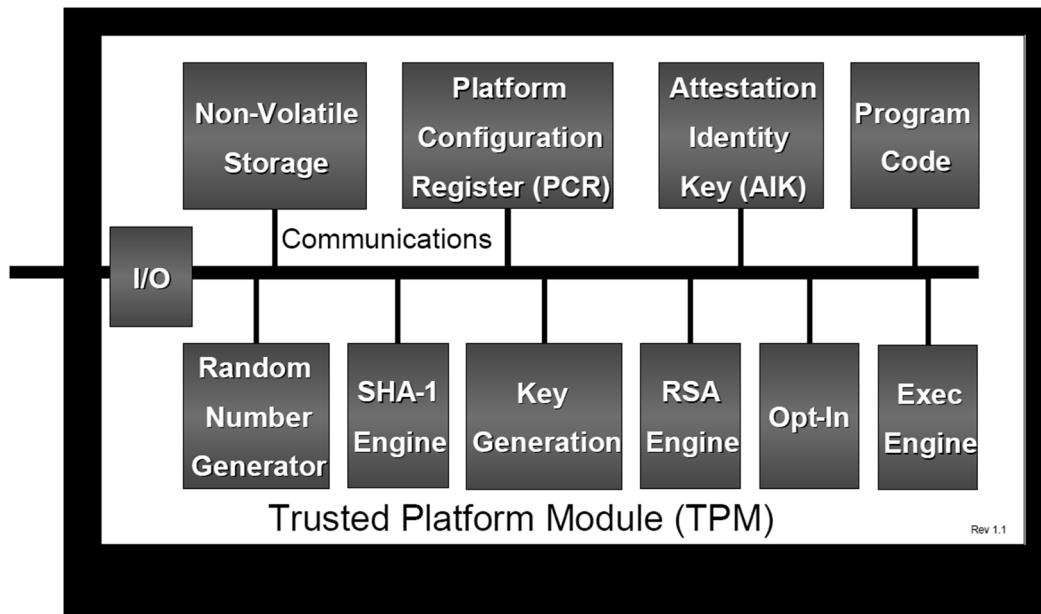 Non-Volatile
Storage
Platform
Configuration
Register (PCR)
Attestation
Identity
Key (AIK)
Program
Code
Communications
I/O
Random
Number
Generator
SHA-1
Engine
Key
Generation
RSA
Engine
Opt-In
Exec
Engine
Trusted Platform Module (TPM)
Rev 1.1